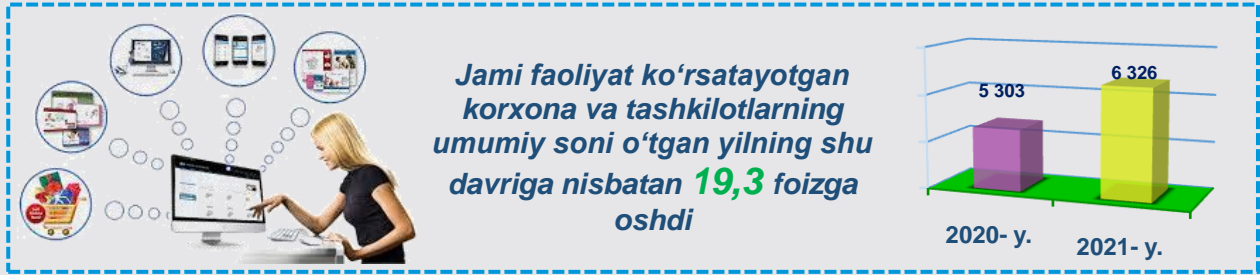 Jami faoliyat ko‘rsatayotgan
korxona va tashkilotlarning
umumiy soni o‘tgan yilning shu
davriga nisbatan 19,3 foizga
oshdi
5 303
6 326
2020- y.
2021- y.